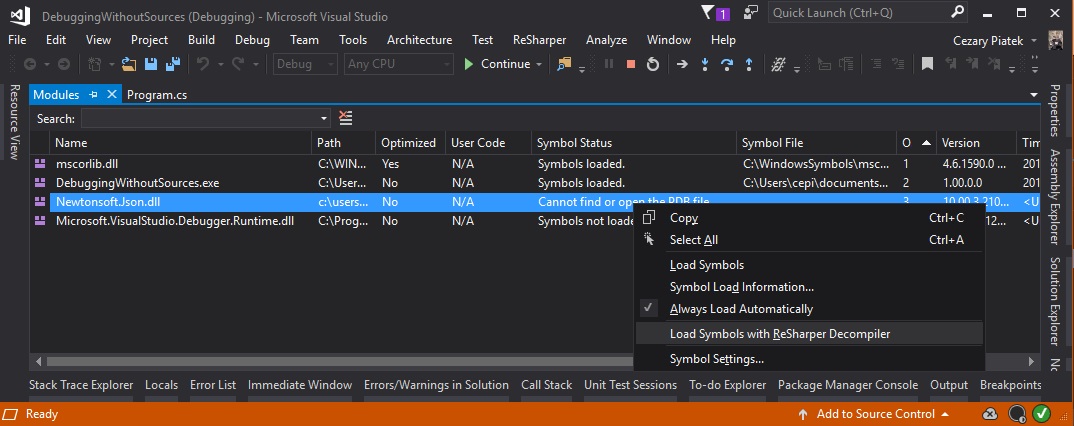 DebuggingWithoutSources (Debugging) - Microsoft Visual Studio
1
Quick Launch (Ctrl+Q)
File Edit View Project Build Debug Team Tools Architecture Test ReSharper Analyze Window Help Cezary Piatek
Debug Any CPU Continue
Resource View
Modules Program.cs
Search:
Name Path Optimized User Code Symbol Status Symbol File O Version Tim
mscorlib.dll C:\WIN... Yes N/A Symbols loaded. C:\WindowsSymbols\msc... 1 4.6.1590.0 ... 201
DebuggingWithoutSources.exe C:\User... No N/A Symbols loaded. C:\Users\cepi\documents... 2 1.00.0.0 201
Newtonsoft.Json.dll c:\users... No N/A Cannot find or open the PDB file. 3 10.00.3.210... <U
Microsoft.VisualStudio.Debugger.Runtime.dll C:\Prog... No N/A Symbols not loade 12... <U
Copy Ctrl+C
Select All Ctrl+A
Load Symbols
Symbol Load Information...
Always Load Automatically
Load Symbols with ReSharper Decompiler
Symbol Settings...
Properties
Assembly Explorer
Solution Explorer
No
Stack Trace Explorer Locals Error List Immediate Window Errors/Warnings in Solution Call Stack Unit Test Sessions To-do Explorer Package Manager Console Output Breakpoints
Ready Add to Source Control